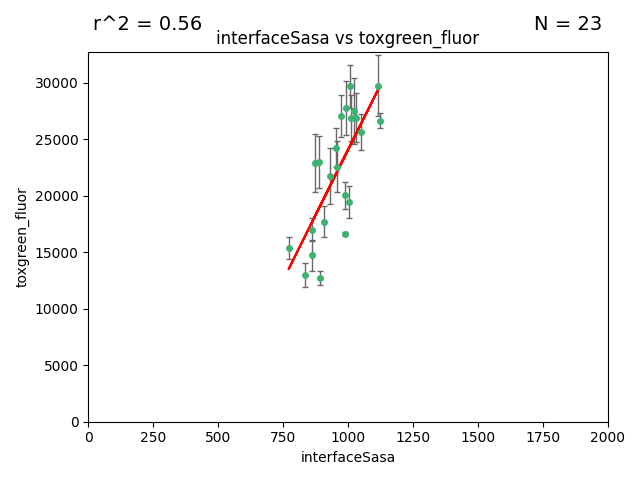 r^2 = 0.56
N = 23
interfaceSasa vs toxgreen_fluor
30000
25000
20000
15000
10000
5000
0
toxgreen_fluor
0 250 500 750 1000 1250 1500 1750 2000
interfaceSasa